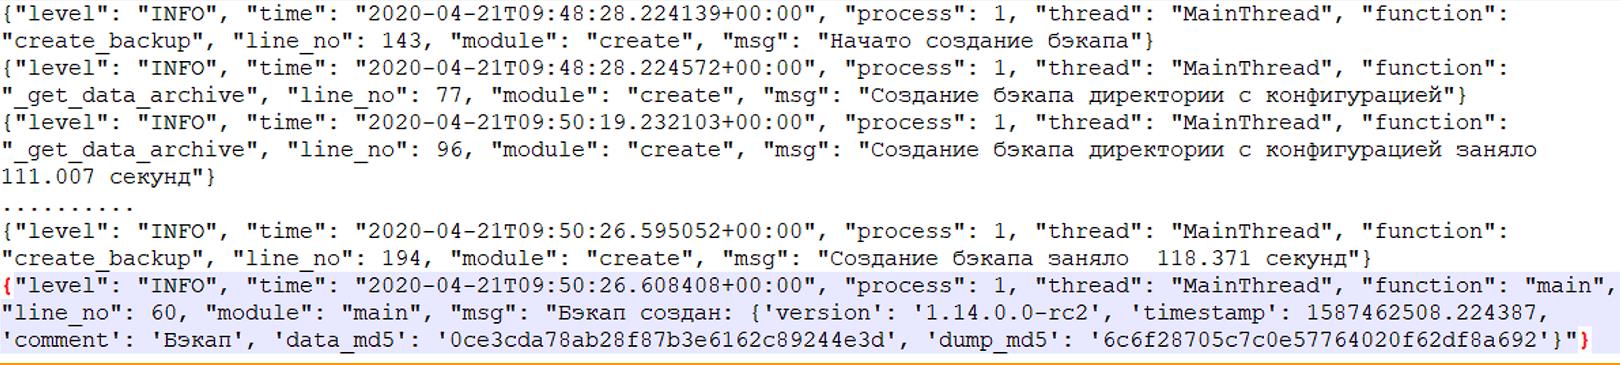 {"level": "INFO", "time": "2020-04-21T09:48:28.224139+00:00", "process": 1, "thread": "MainThread", "function":
"create_backup", "line_no": 143, "module": "create", "msg": "Начато создание бэкапа"}
{"level": "INFO", "time": "2020-04-21T09:48:28.224572+00:00", "process": 1, "thread": "MainThread", "function":
"_get_data_archive", "line_no": 77, "module": "create", "msg": "Создание бэкапа директории с конфигурацией"}
{"level": "INFO", "time": "2020-04-21T09:50:19.232103+00:00", "process": 1, "thread": "MainThread", "function":
"_get_data_archive", "line_no": 96, "module": "create", "msg": "Создание бэкапа директории с конфигурацией заняло
111.007 секунд"}
..........
{"level": "INFO", "time": "2020-04-21T09:50:26.595052+00:00", "process": 1, "thread": "MainThread", "function":
"create_backup", "line_no": 194, "module": "create", "msg": "Создание бэкапа заняло  118.371 секунд"}
{"level": "INFO", "time": "2020-04-21T09:50:26.608408+00:00", "process": 1, "thread": "MainThread", "function": "main",
"line_no": 60, "module": "main", "msg": "Бэкап создан: {'version': '1.14.0.0-rc2', 'timestamp': 1587462508.224387,
'comment': 'Бэкап', 'data_md5': '0ce3cda78ab28f87b3e6162c89244e3d', 'dump_md5': '6c6f28705c7c0e57764020f62df8a692'}"}